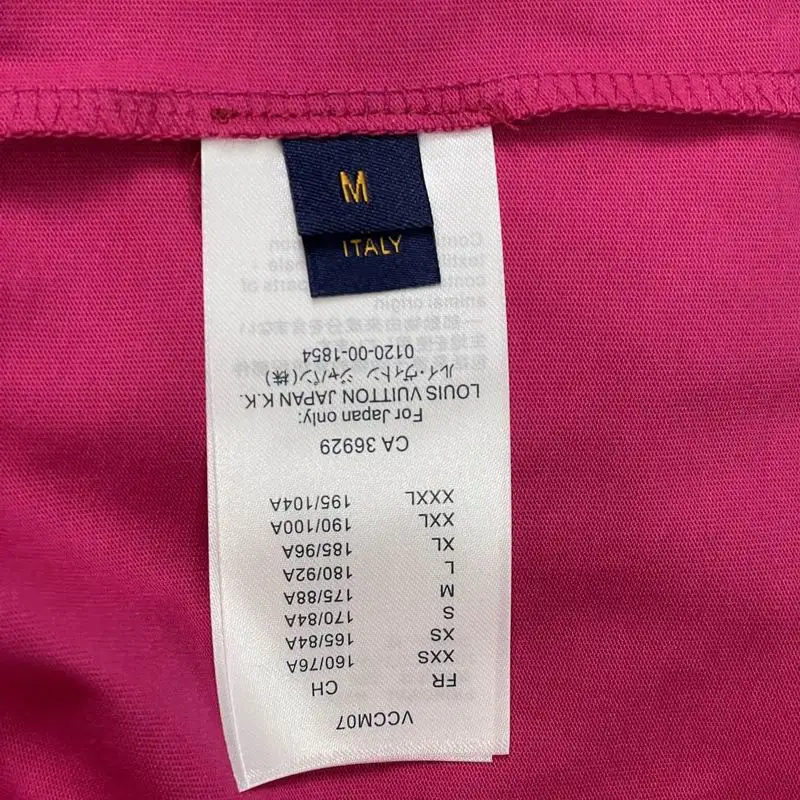 M
ITALY
VCCM07
FR CH
XXS 160/76A
XS 165/84A
S 170/84A
M 175/88A
L 180/92A
XL 185/96A
XXL 190/100A
XXXL 195/104A
CA 36929
For Japan only:
LOUIS VUITTON JAPAN K.K.
ルイ・ヴィトン ジャパン(株)
0120-00-1854